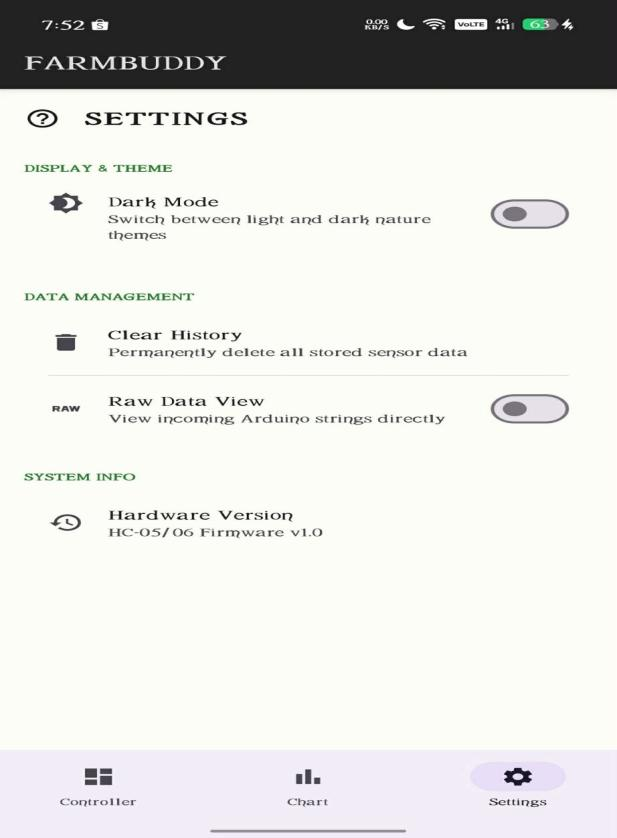 7:52
0.00
KB/S
VoLTE
4G
63
FARMBUDDY
SETTINGS
DISPLAY & THEME
Dark Mode
Switch between light and dark nature
themes
DATA MANAGEMENT
Clear History
Permanently delete all stored sensor data
RAW
Raw Data View
View incoming Arduino strings directly
SYSTEM INFO
Hardware Version
HC-05/06 Firmware v1.0
Controller
Chart
Settings